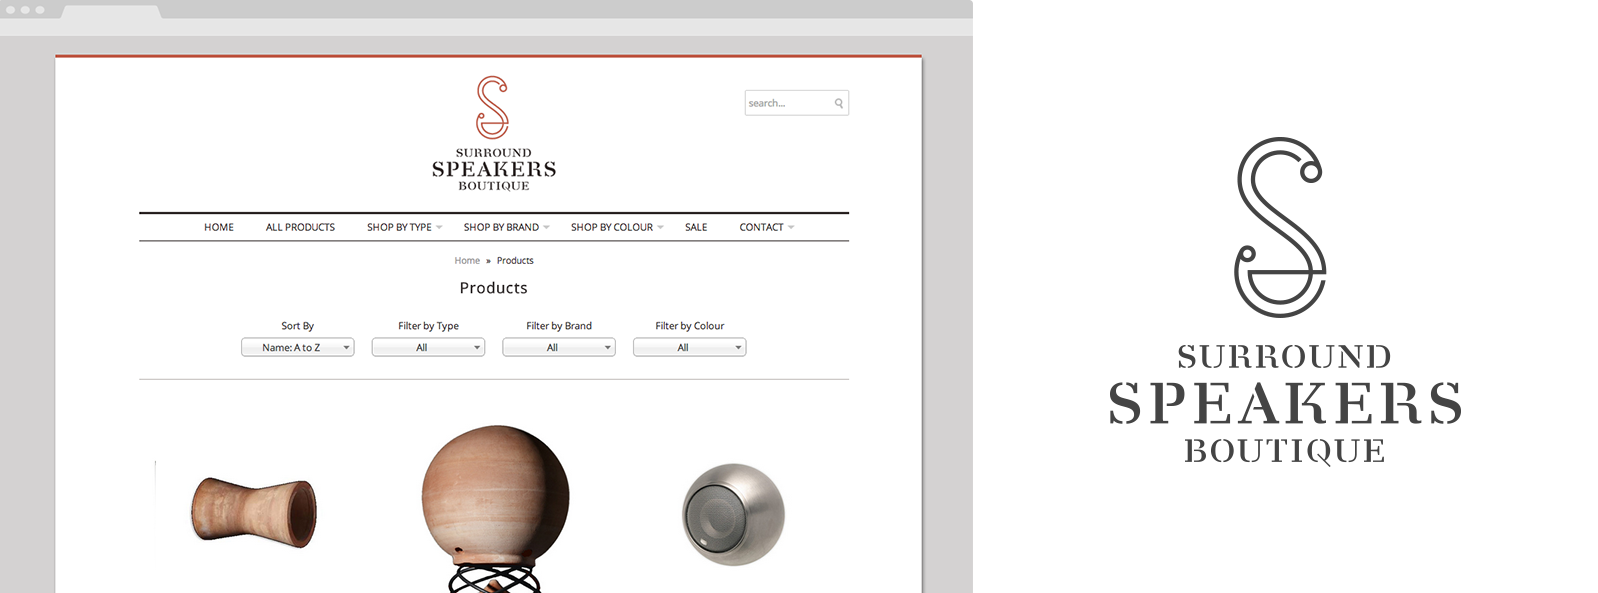 SURROUND
SPEAKERS
BOUTIQUE
search...
HOME ALL PRODUCTS SHOP BY TYPE SHOP BY BRAND SHOP BY COLOUR SALE CONTACT
Home » Products
Products
Sort By Filter by Type Filter by Brand Filter by Colour
Name: A to Z All All All
S
SURROUND
SPEAKERS
BOUTIQUE